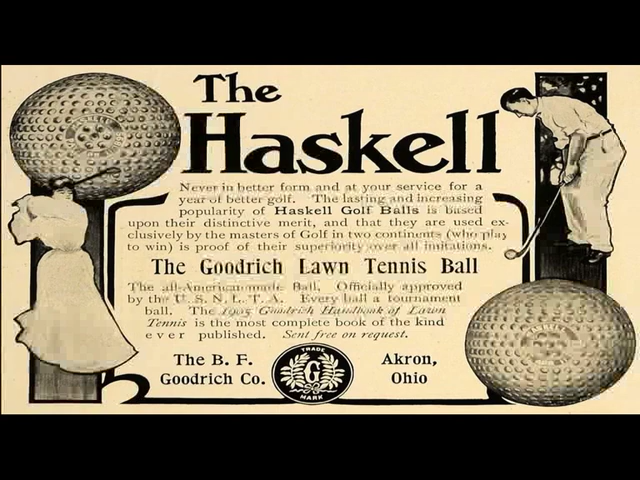 The
Haskell
Never in better form and at your service for a
year of better golf. The lasting and increasing
popularity of Haskell Golf Balls is based
upon their distinctive merit, and that they are used ex-
clusively by the masters of Golf in two continents (who play
to win) is proof of their superiority over all imitations.
The Goodrich Lawn Tennis Ball
The all-American-made Ball. Officially approved
by the U. S. N. L. T. A. Every ball a tournament
ball. The 1905 Goodrich Handbook of Lawn
Tennis is the most complete book of the kind
ever published. Sent free on request.
The B. F.
Goodrich Co.
TRADE
G
MARK
Akron,
Ohio